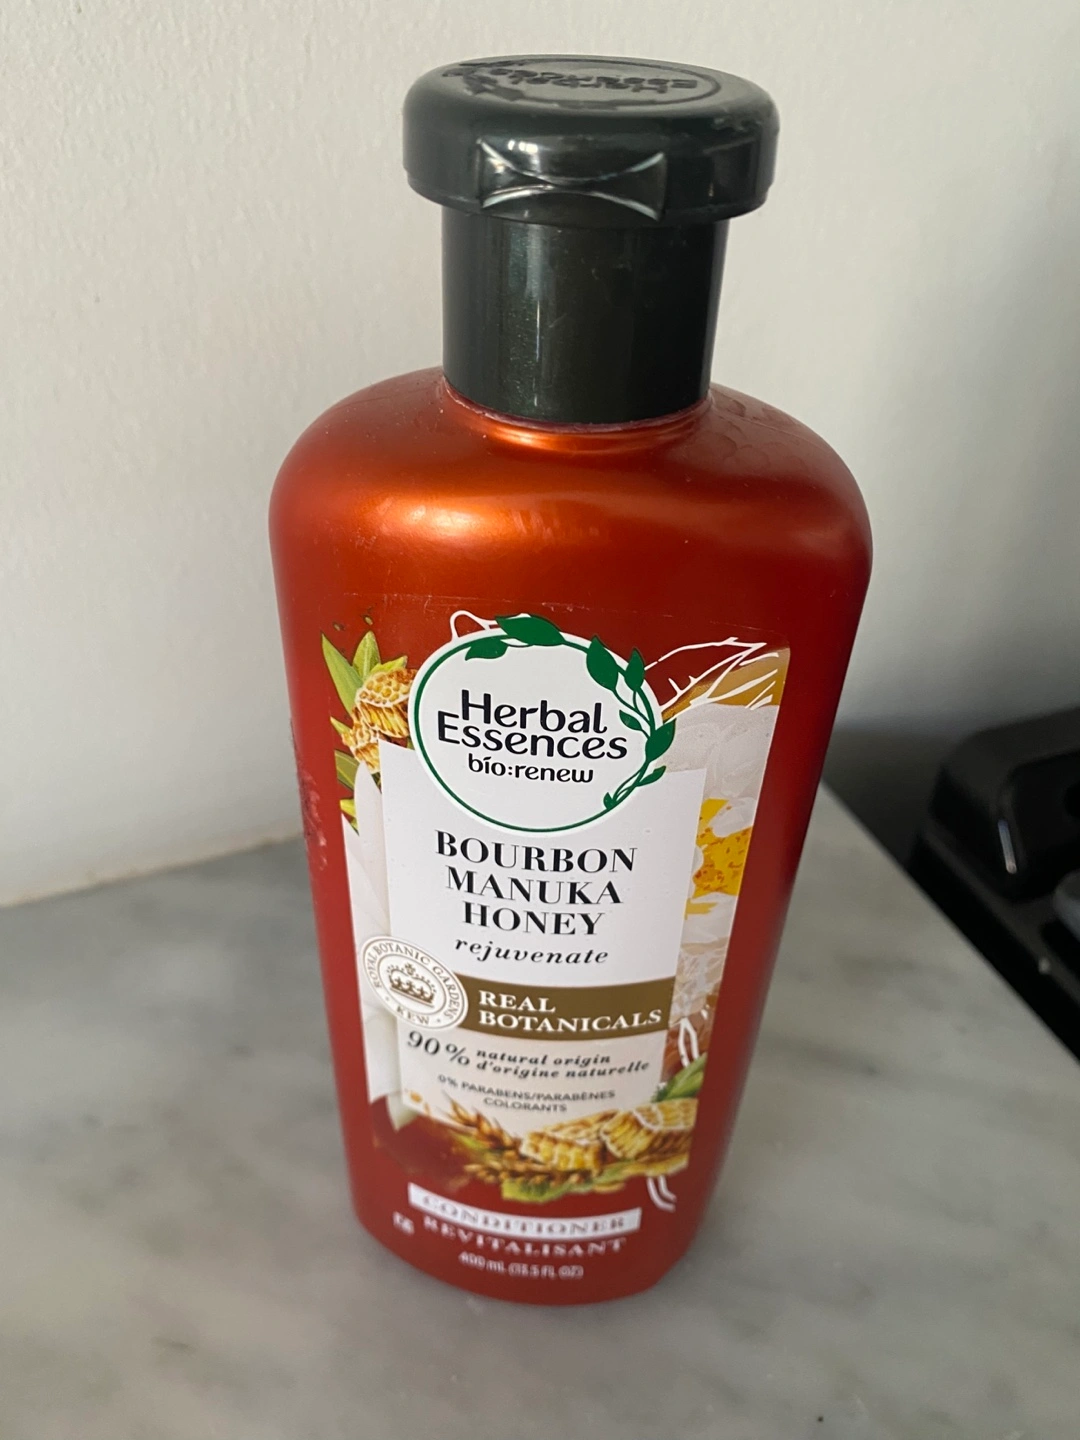 Herbal
Essences
bío:renew
BOURBON
MANUKA
HONEY
rejuvenate
ROYAL BOTANIC GARDENS
KEW
REAL
BOTANICALS
90% natural origin
d'origine naturelle
0% PARABENS/PARABÈNES
COLORANTS
CONDITIONER
REVITALISANT
400 mL (13.5 FL OZ)